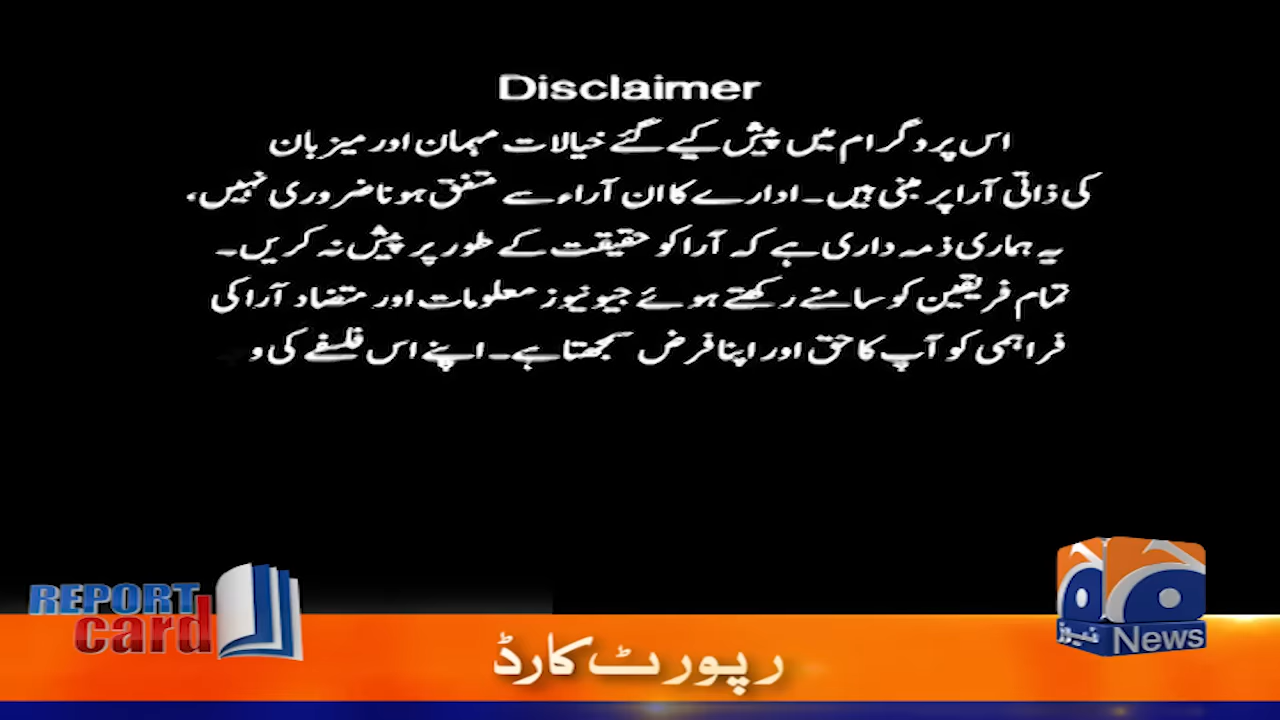 Disclaimer
اس پروگرام میں پیش کیے گئے خیالات مہمان اور میزبان
کی ذاتی آرا پر مبنی ہیں۔ ادارے کا ان آراء سے متفق ہونا ضروری نہیں،
یہ ہماری ذمہ داری ہے کہ آرا کو حقیقت کے طور پر پیش نہ کریں۔
تمام فریقین کو سامنے رکھتے ہوئے جیو نیوز معلومات اور متضاد آرا کی
فراہمی کو آپ کا حق اور اپنا فرض سمجھتا ہے۔ اپنے اس فلسفے کی و
REPORT
card
رپورٹ کارڈ
جیو
نیوز News